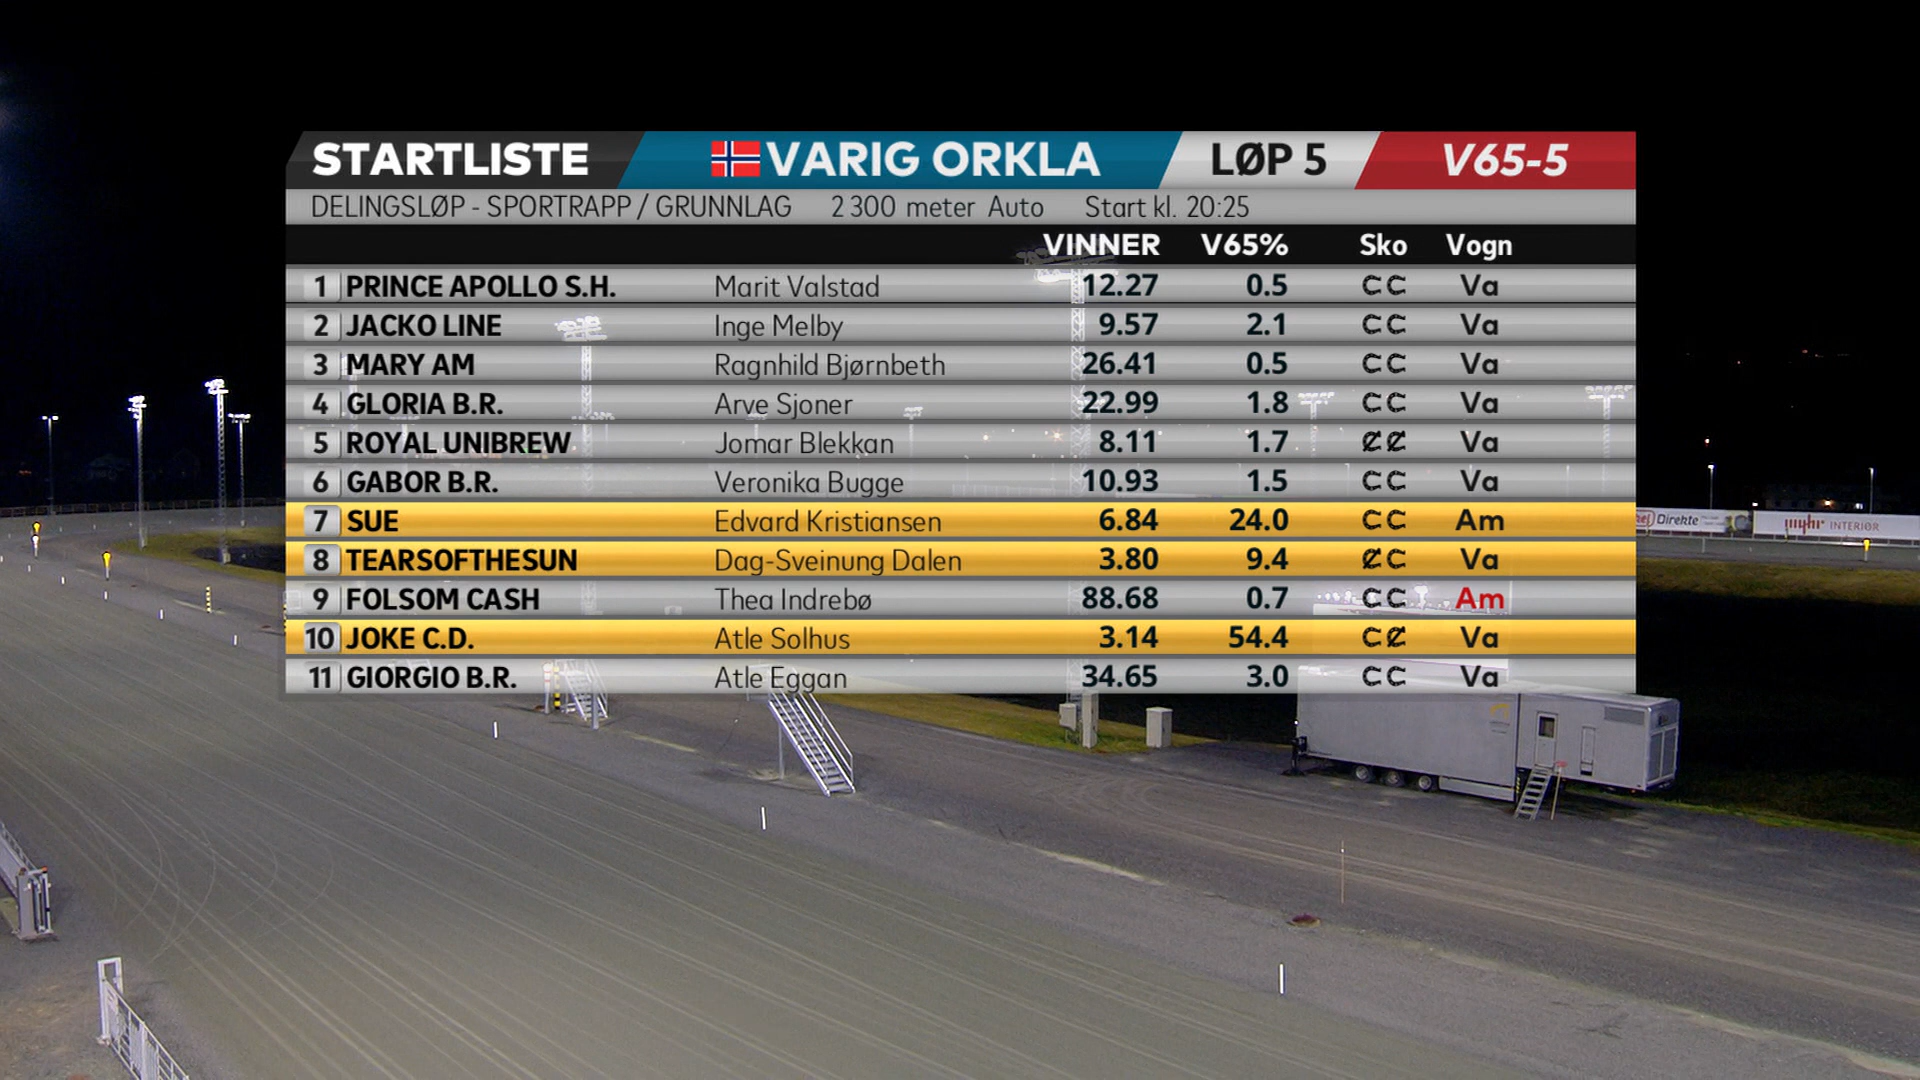 STARTLISTE VARIG ORKLA LØP 5 V65-5
DELINGSLØP - SPORTRAPP / GRUNNLAG 2 300 meter Auto Start kl. 20:25
VINNER V65% Sko Vogn
1 PRINCE APOLLO S.H. Marit Valstad 12.27 0.5 C C Va
2 JACKO LINE Inge Melby 9.57 2.1 C C Va
3 MARY AM Ragnhild Bjørnbeth 26.41 0.5 C C Va
4 GLORIA B.R. Arve Sjoner 22.99 1.8 C C Va
5 ROYAL UNIBREW Jomar Blekkan 8.11 1.7 Ȼ Ȼ Va
6 GABOR B.R. Veronika Bugge 10.93 1.5 C C Va
7 SUE Edvard Kristiansen 6.84 24.0 C C Am
8 TEARSOFTHESUN Dag-Sveinung Dalen 3.80 9.4 Ȼ C Va
9 FOLSOM CASH Thea Indrebø 88.68 0.7 C C Am
10 JOKE C.D. Atle Solhus 3.14 54.4 C Ȼ Va
11 GIORGIO B.R. Atle Eggan 34.65 3.0 C C Va
Direkte
INTERIØR